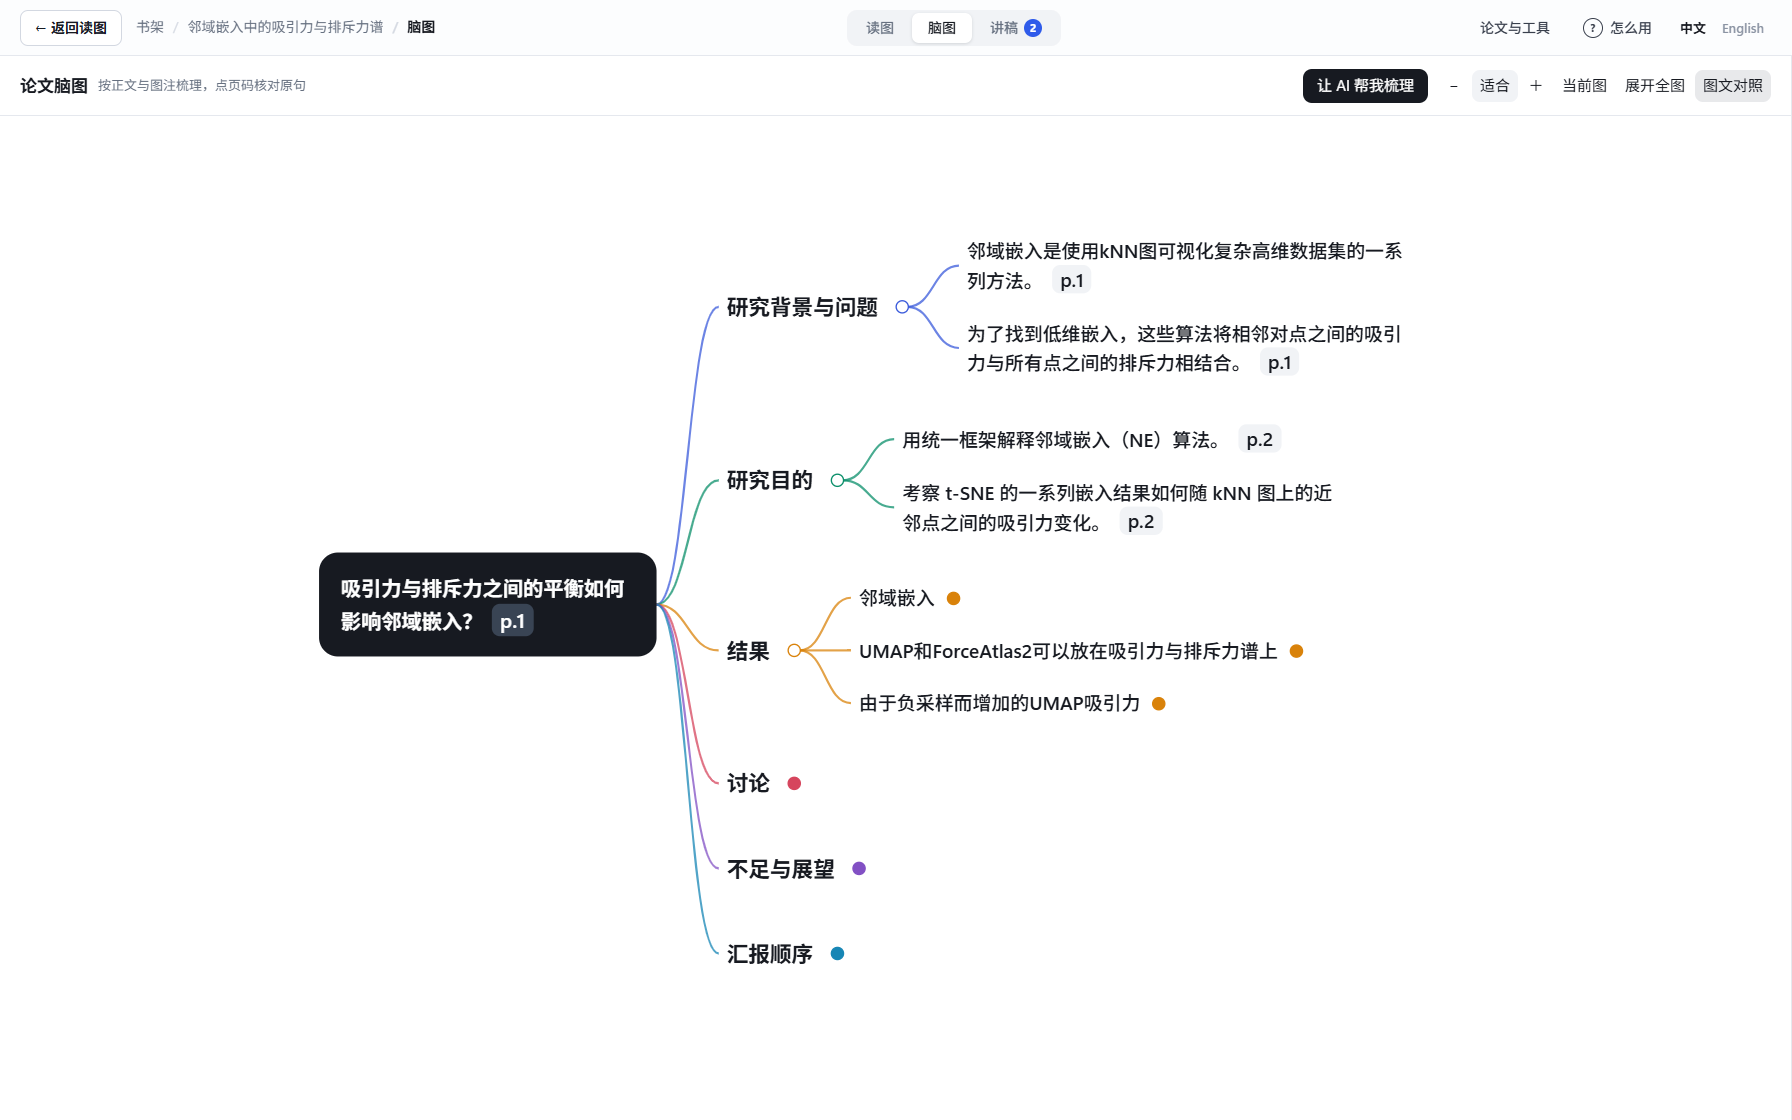 ← 返回读图
书架 / 邻域嵌入中的吸引力与排斥力谱 / 脑图
读图
脑图
讲稿 2
论文与工具
? 怎么用
中文
English
论文脑图
按正文与图注梳理，点页码核对原句
让 AI 帮我梳理
−
适合
+
当前图
展开全图
图文对照
邻域嵌入是使用kNN图可视化复杂高维数据集的一系
列方法。 p.1
研究背景与问题
为了找到低维嵌入，这些算法将相邻对点之间的吸引
力与所有点之间的排斥力相结合。 p.1
用统一框架解释邻域嵌入（NE）算法。 p.2
研究目的
考察 t-SNE 的一系列嵌入结果如何随 kNN 图上的近
邻点之间的吸引力变化。 p.2
吸引力与排斥力之间的平衡如何
影响邻域嵌入？ p.1
邻域嵌入
结果
UMAP和ForceAtlas2可以放在吸引力与排斥力谱上
由于负采样而增加的UMAP吸引力
讨论
不足与展望
汇报顺序